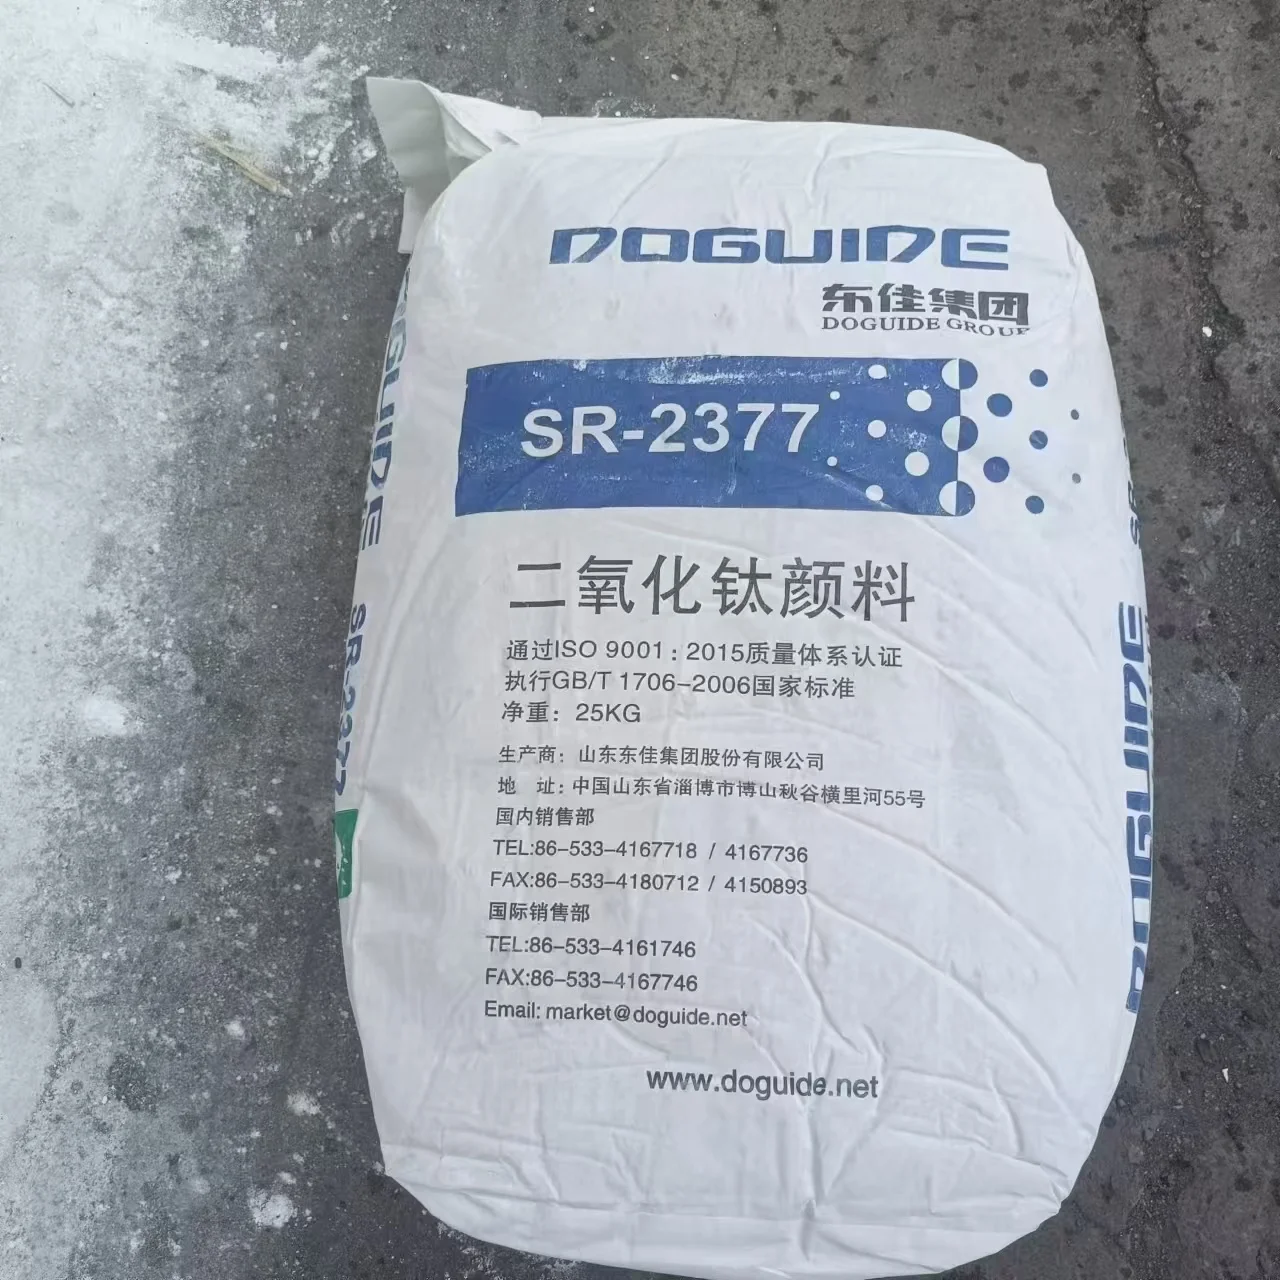 DOGUIDE
东佳集团
DOGUIDE GROUP
SR-2377
二氧化钛颜料
通过ISO 9001：2015质量体系认证
执行GB/T 1706-2006国家标准
净重：25KG
生产商：山东东佳集团股份有限公司
地 址：中国山东省淄博市博山秋谷横里河55号
国内销售部
TEL:86-533-4167718 / 4167736
FAX:86-533-4180712 / 4150893
国际销售部
TEL:86-533-4161746
FAX:86-533-4167746
Email: market@doguide.net
www.doguide.net
DOGUIDE
SR-2377
DOGUIDE